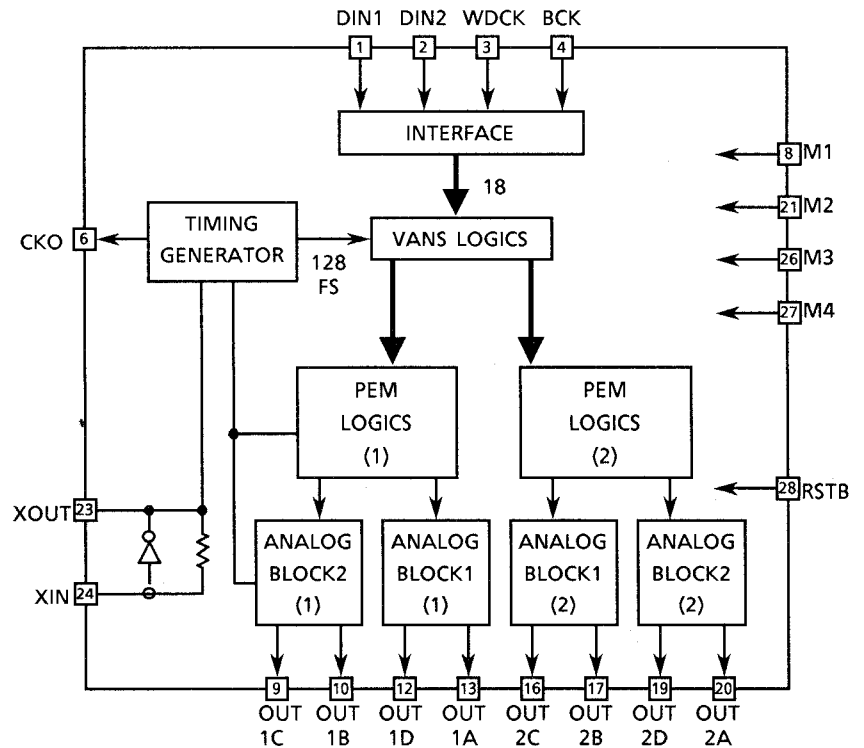 DIN1 DIN2 WDCK BCK
1 2 3 4
INTERFACE
8 M1
18
21 M2
TIMING
GENERATOR
CKO 6
VANS LOGICS
128
FS
26 M3
27 M4
PEM
LOGICS
(1)
PEM
LOGICS
(2)
28 RSTB
XOUT 23
XIN 24
ANALOG
BLOCK2
(1)
ANALOG
BLOCK1
(1)
ANALOG
BLOCK1
(2)
ANALOG
BLOCK2
(2)
9 10 12 13 16 17 19 20
OUT OUT OUT OUT OUT OUT OUT OUT
1C 1B 1D 1A 2C 2B 2D 2A